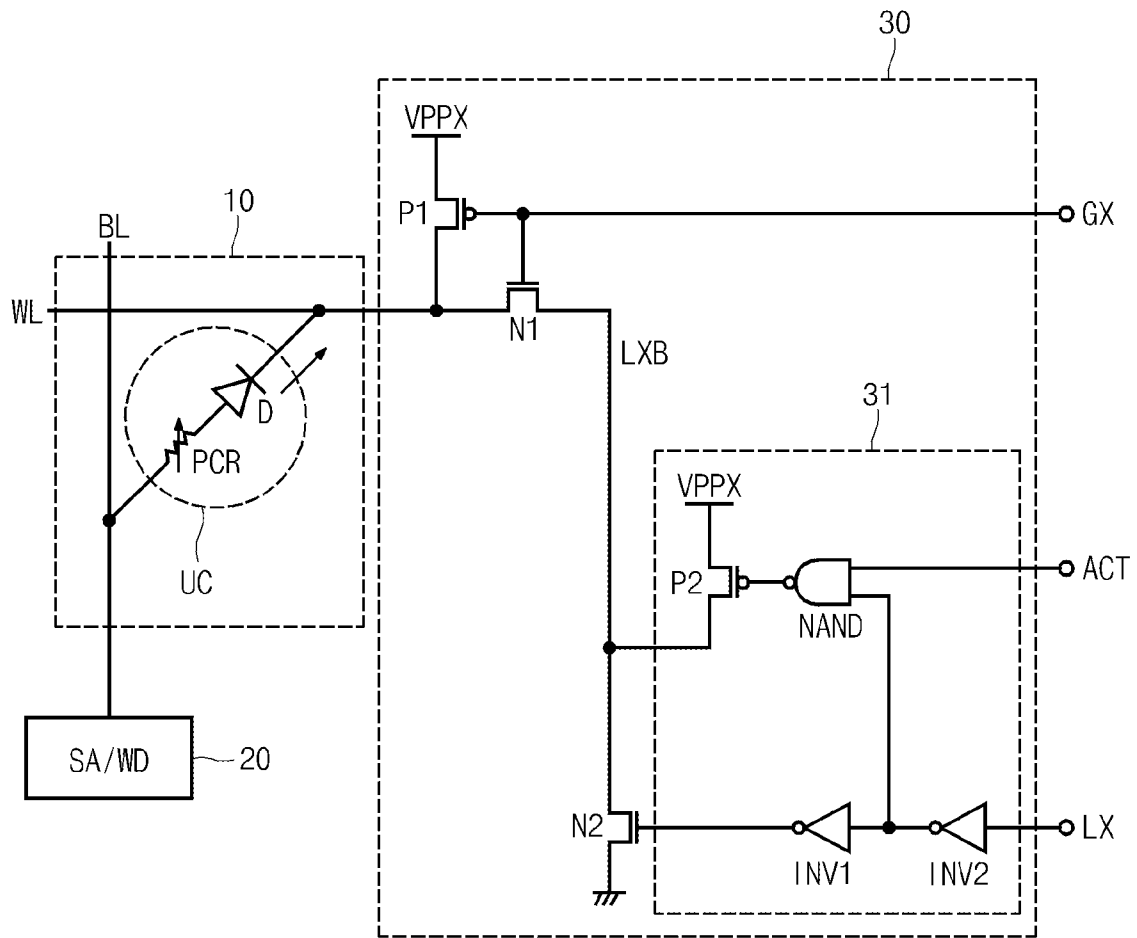 30
VPPX
10
P1
GX
BL
WL
N1
LXB
D
31
PCR
VPPX
UC
P2
ACT
NAND
SA/WD
20
N2
LX
INV1
INV2